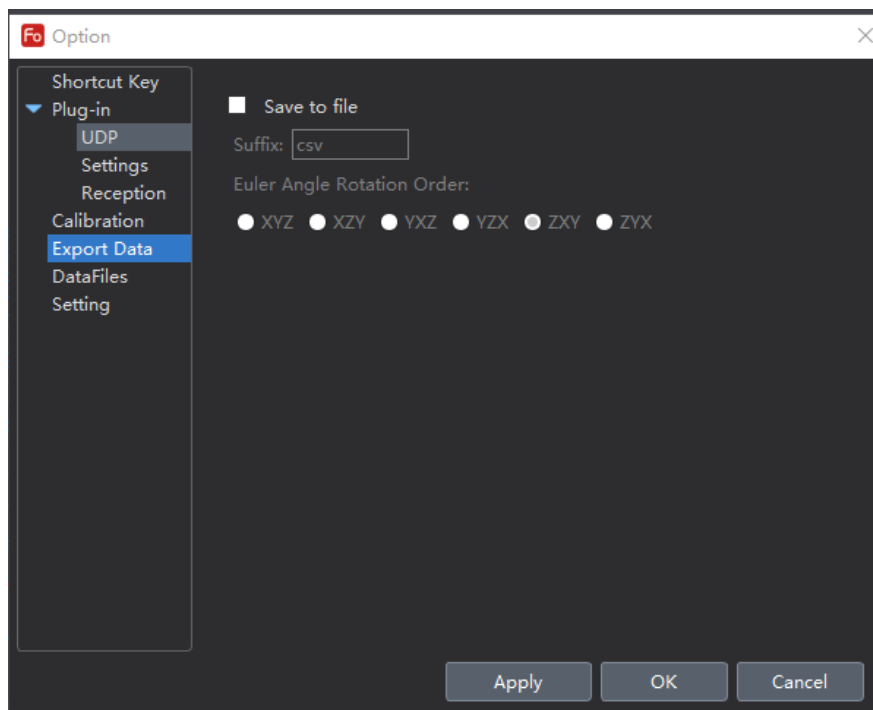 Fo Option
Shortcut Key
Plug-in
UDP
Settings
Reception
Calibration
Export Data
DataFiles
Setting
Save to file
Suffix: csv
Euler Angle Rotation Order:
XYZ XZY YXZ YZX ZXY ZYX
Apply OK Cancel